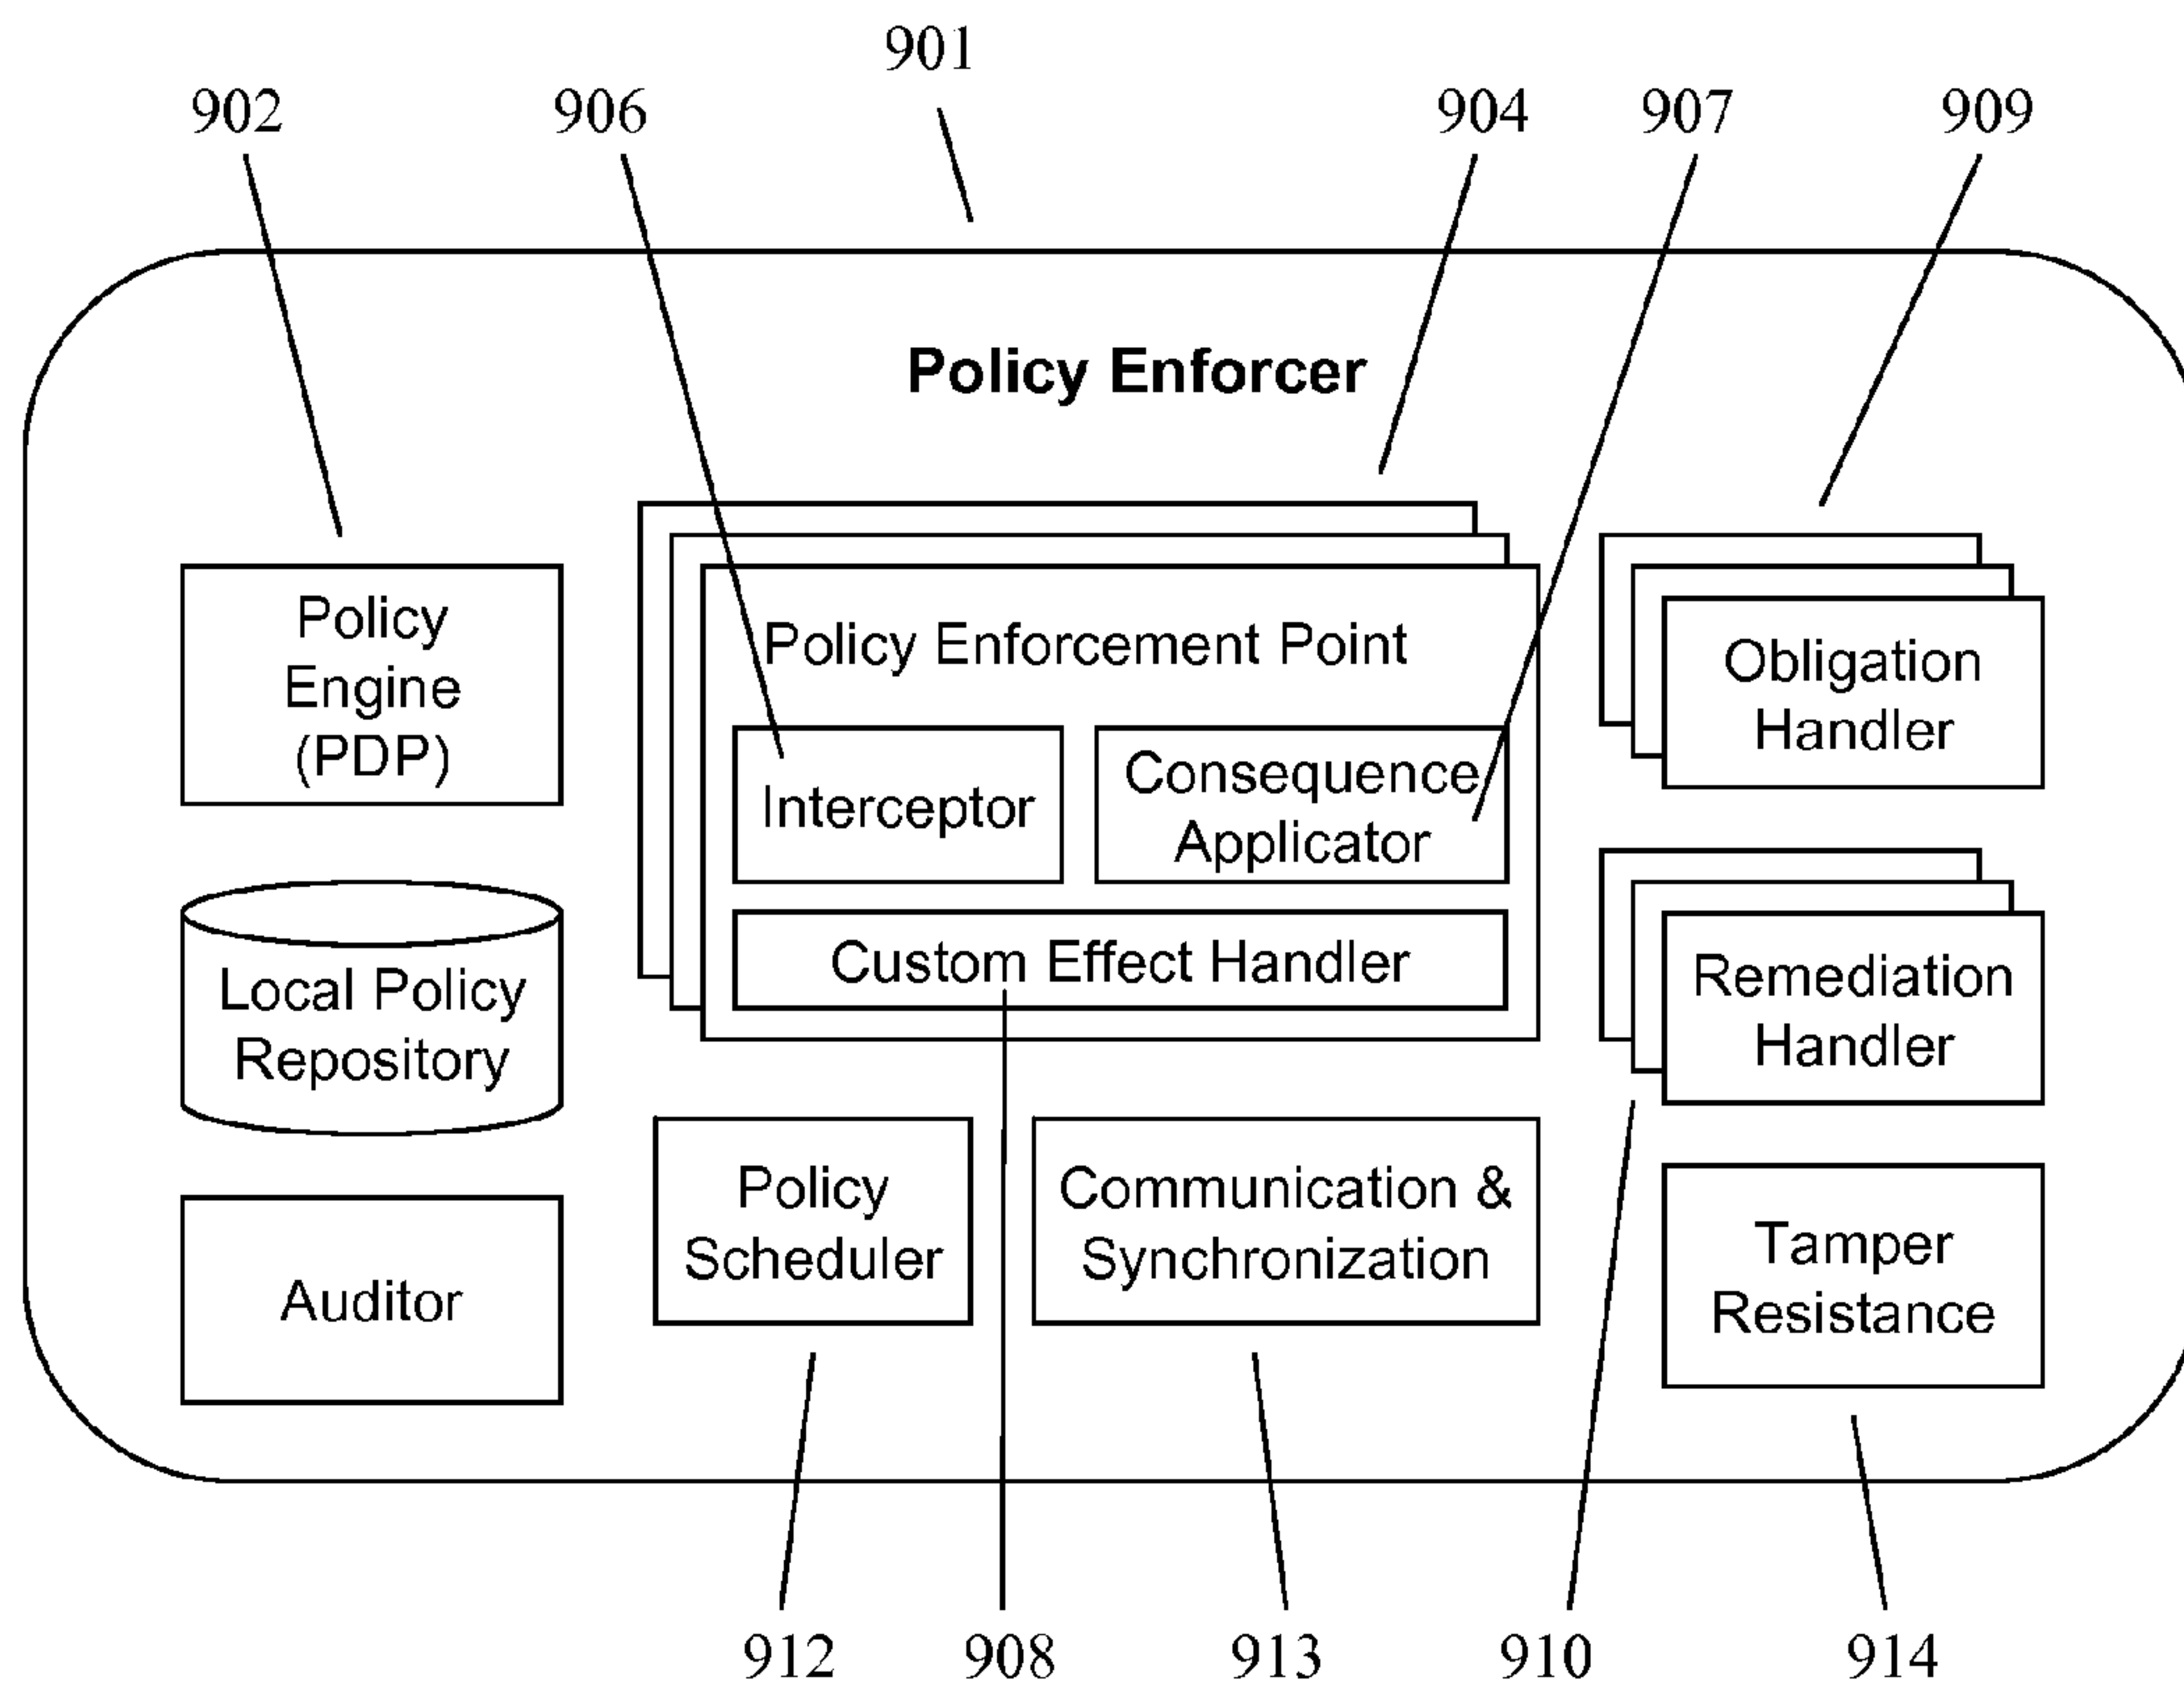 901
902
906
904
907
909
Policy Enforcer
Policy
Engine
(PDP)
Policy Enforcement Point
Interceptor
Consequence
Applicator
Custom Effect Handler
Obligation
Handler
Local Policy
Repository
Remediation
Handler
Auditor
Policy
Scheduler
Communication &
Synchronization
Tamper
Resistance
912
908
913
910
914